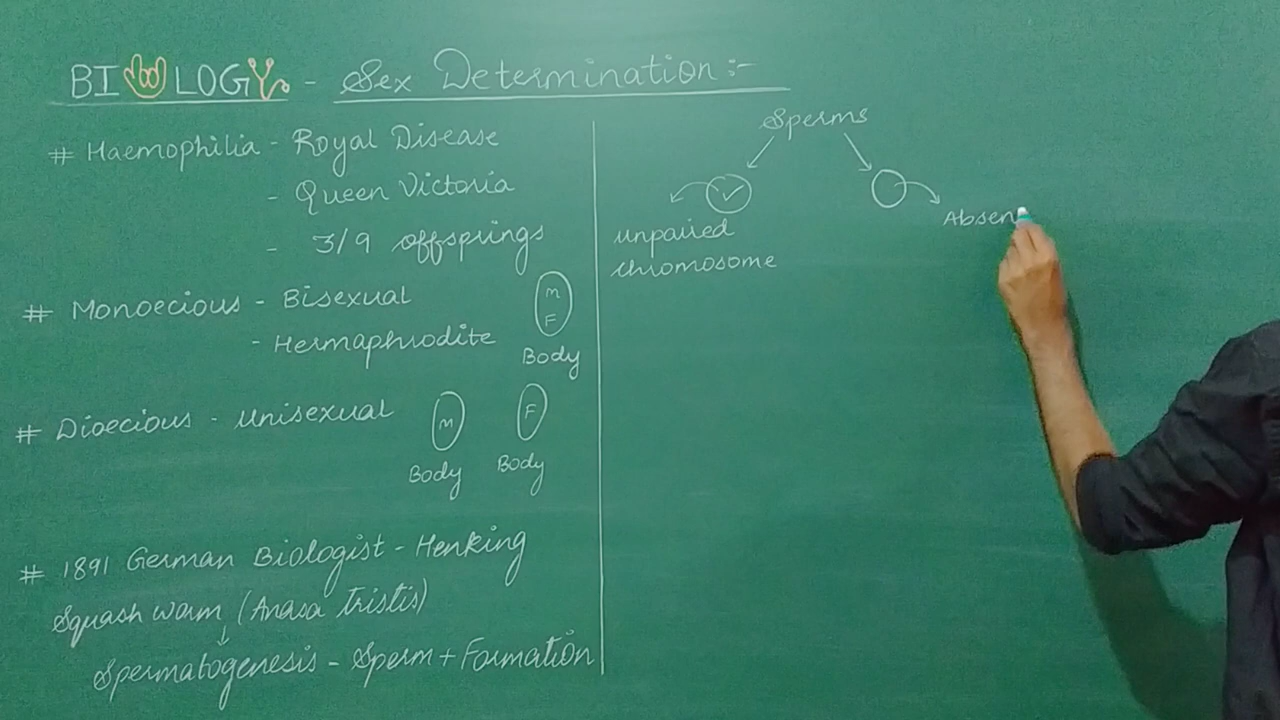 BIOLOGY - Sex Determination :-
# Haemophilia - Royal Disease
- Queen Victoria
- 3/9 offsprings
# Monoecious - Bisexual
- Hermaphrodite
M
F
Body
# Dioecious - Unisexual
M F
Body Body
# 1891 German Biologist - Henking
Squash worm (Anasa tristis)
Spermatogenesis - Sperm + Formation
Sperms
unpaired
chromosome
Absen